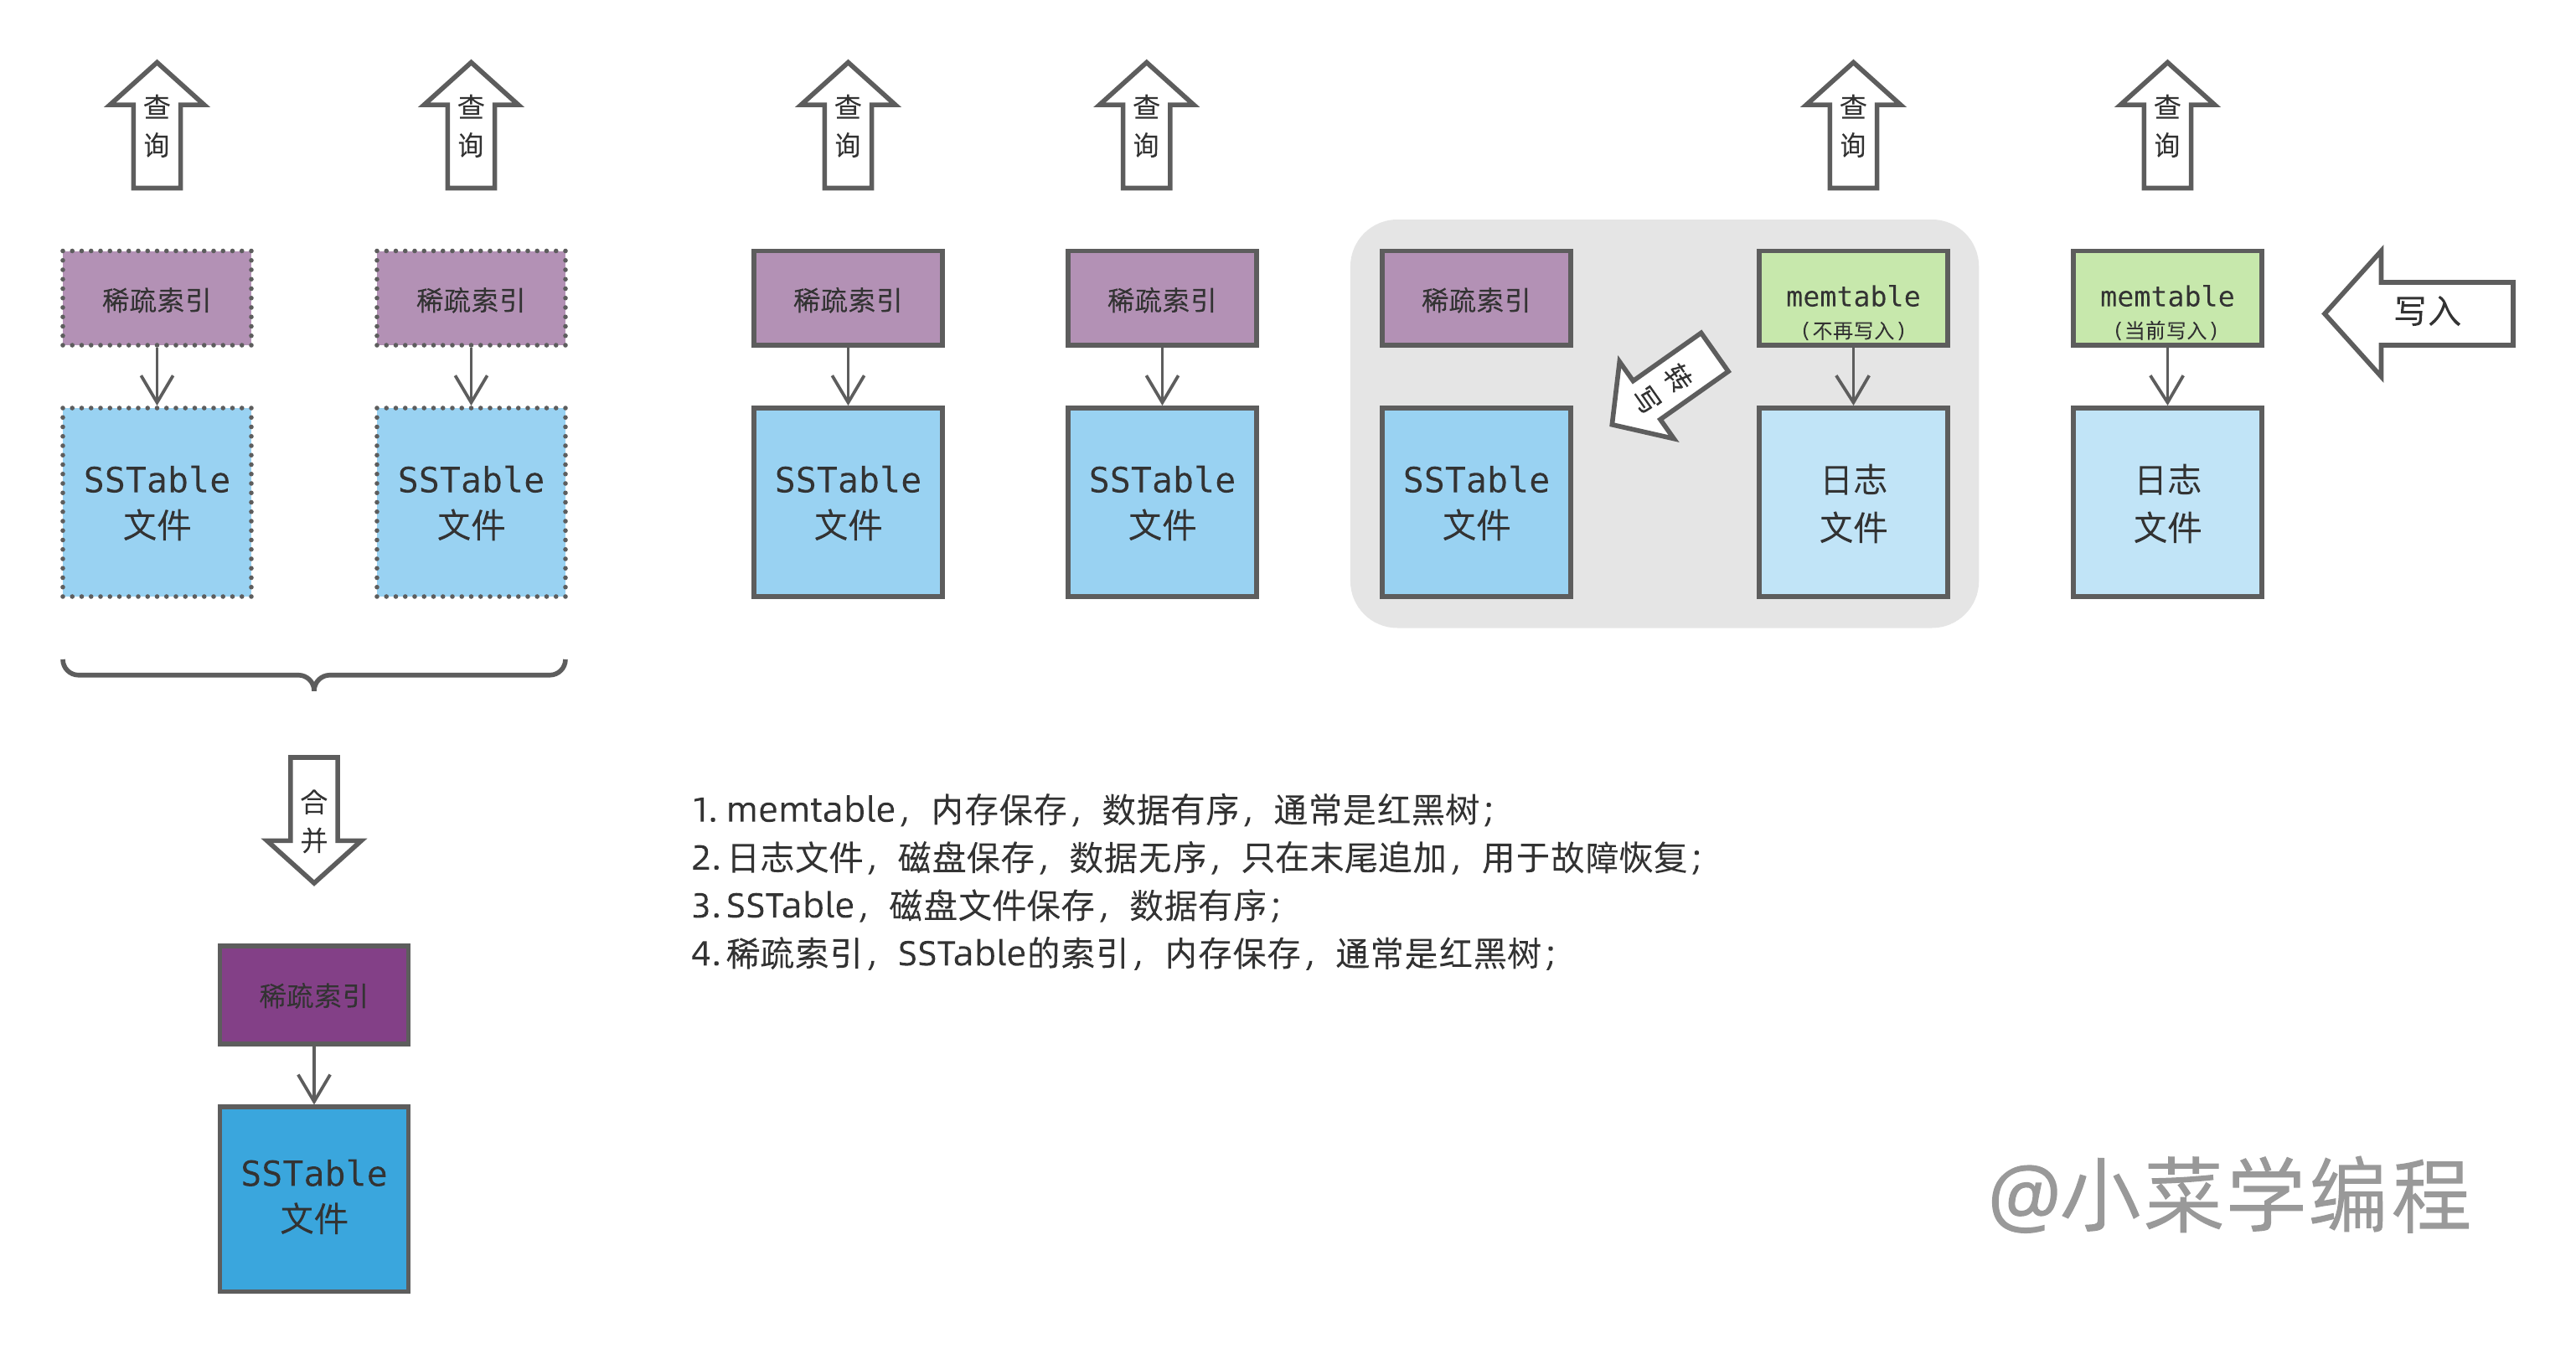 查
询
查
询
查
询
查
询
查
询
查
询
稀疏索引
稀疏索引
稀疏索引
稀疏索引
稀疏索引
memtable
（不再写入）
memtable
（当前写入）
写入
转
写
SSTable
文件
SSTable
文件
SSTable
文件
SSTable
文件
SSTable
文件
日志
文件
日志
文件
合
并
1. memtable，内存保存，数据有序，通常是红黑树；
2. 日志文件，磁盘保存，数据无序，只在末尾追加，用于故障恢复；
3. SSTable，磁盘文件保存，数据有序；
4. 稀疏索引，SSTable的索引，内存保存，通常是红黑树；
稀疏索引
SSTable
文件
@小菜学编程